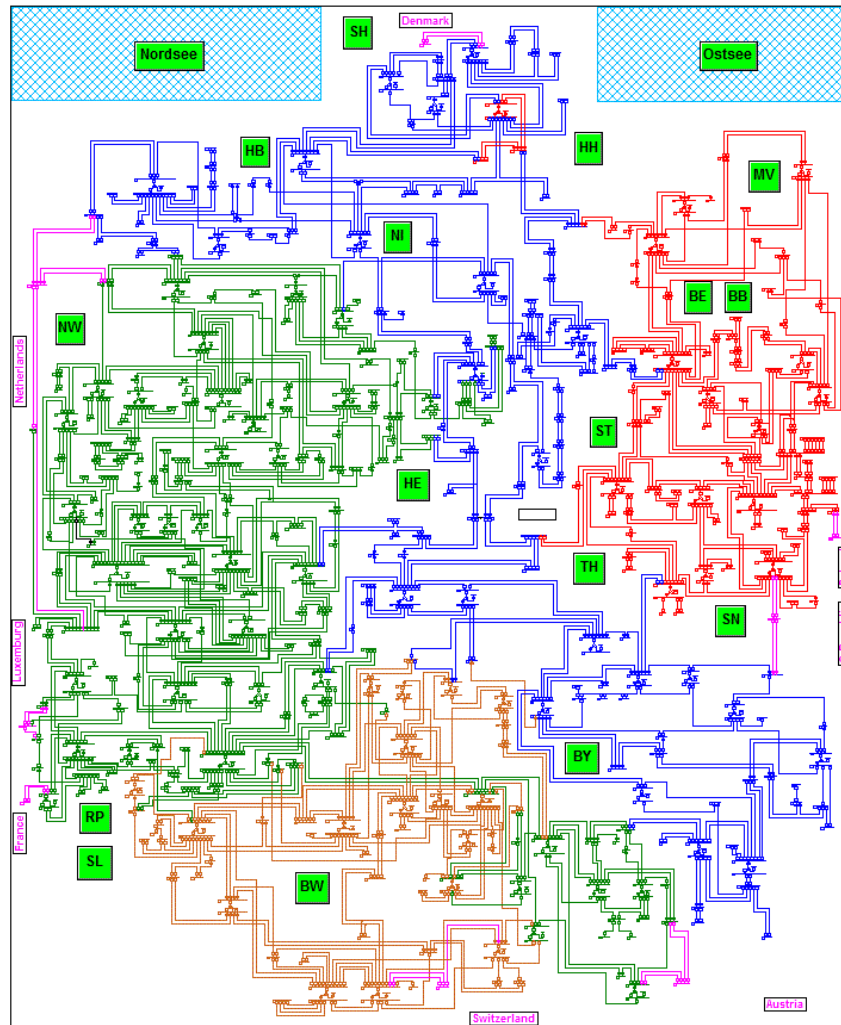 Denmark
SH
Nordsee
Ostsee
HB
HH
MV
NI
BE
BB
NW
Netherlands
ST
HE
TH
SN
Luxemburg
BY
RP
France
SL
BW
Austria
Switzerland